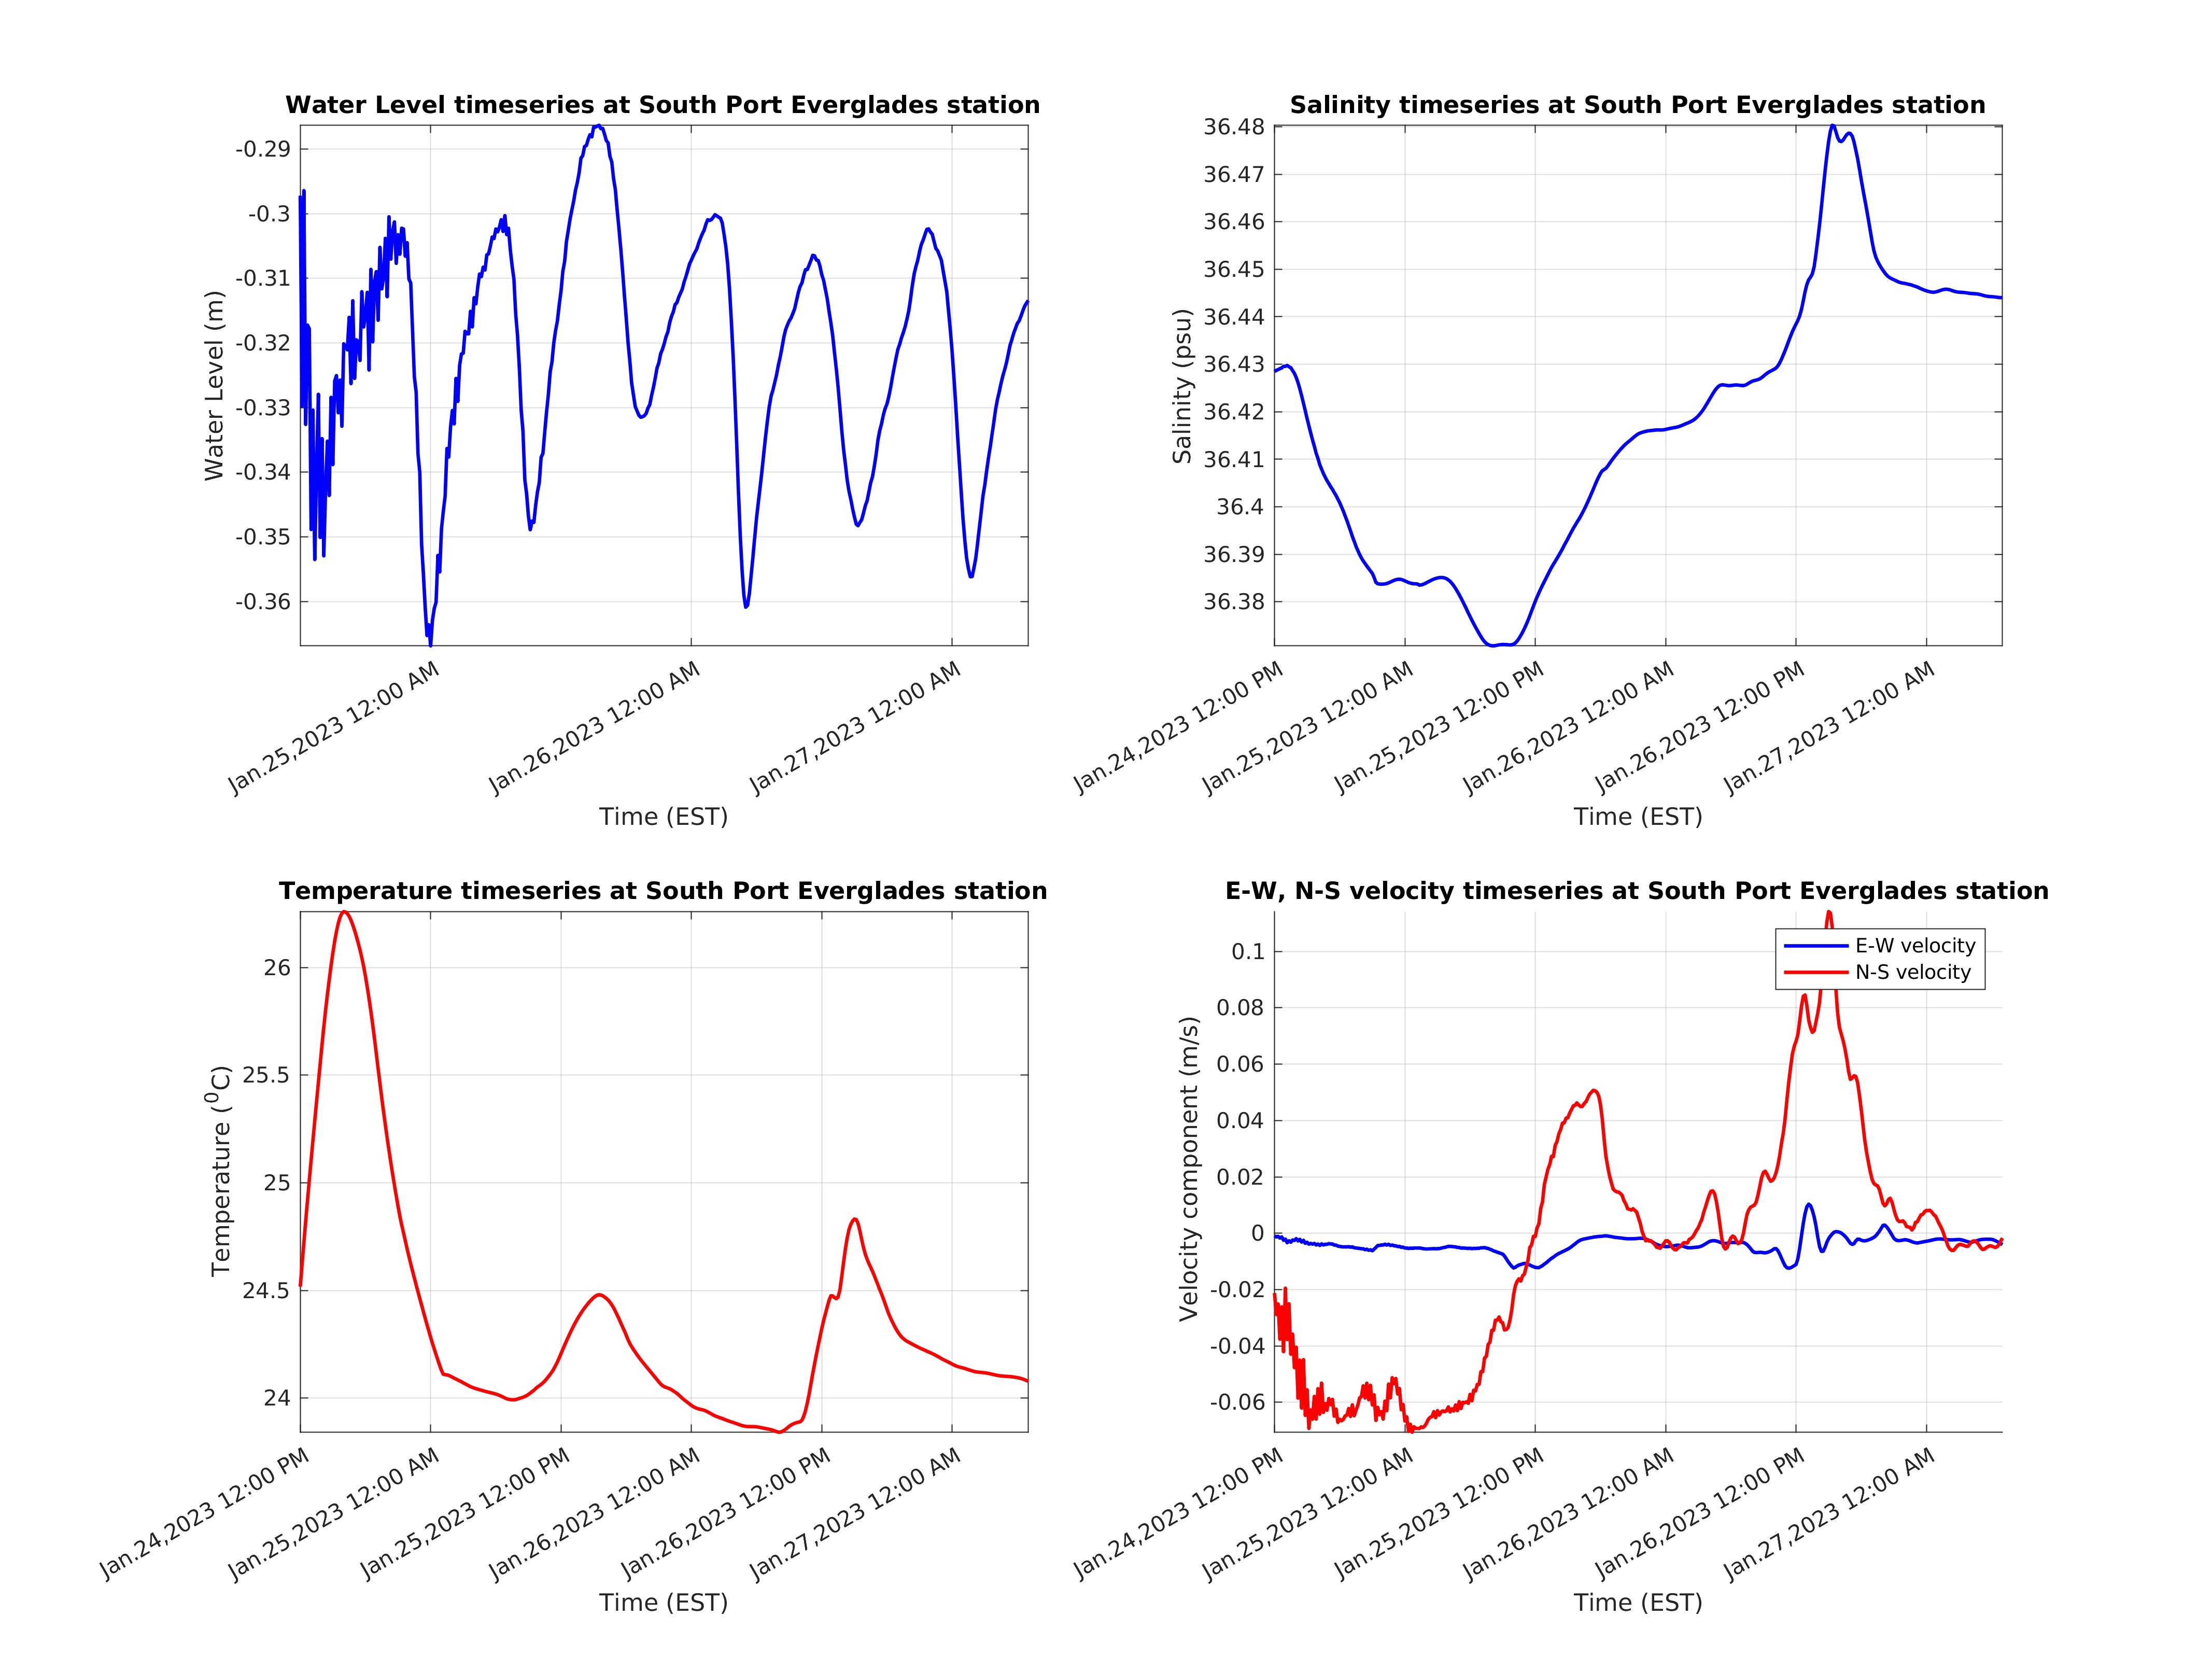 Water Level timeseries at South Port Everglades station
Water Level (m)
-0.29
-0.3
-0.31
-0.32
-0.33
-0.34
-0.35
-0.36
Jan.25,2023 12:00 AM
Jan.26,2023 12:00 AM
Jan.27,2023 12:00 AM
Time (EST)
Salinity timeseries at South Port Everglades station
Salinity (psu)
36.48
36.47
36.46
36.45
36.44
36.43
36.42
36.41
36.4
36.39
36.38
Jan.24,2023 12:00 PM
Jan.25,2023 12:00 AM
Jan.25,2023 12:00 PM
Jan.26,2023 12:00 AM
Jan.26,2023 12:00 PM
Jan.27,2023 12:00 AM
Time (EST)
Temperature timeseries at South Port Everglades station
Temperature (⁰C)
26
25.5
25
24.5
24
Jan.24,2023 12:00 PM
Jan.25,2023 12:00 AM
Jan.25,2023 12:00 PM
Jan.26,2023 12:00 AM
Jan.26,2023 12:00 PM
Jan.27,2023 12:00 AM
Time (EST)
E-W, N-S velocity timeseries at South Port Everglades station
Velocity component (m/s)
0.1
0.08
0.06
0.04
0.02
0
-0.02
-0.04
-0.06
E-W velocity
N-S velocity
Jan.24,2023 12:00 PM
Jan.25,2023 12:00 AM
Jan.25,2023 12:00 PM
Jan.26,2023 12:00 AM
Jan.26,2023 12:00 PM
Jan.27,2023 12:00 AM
Time (EST)